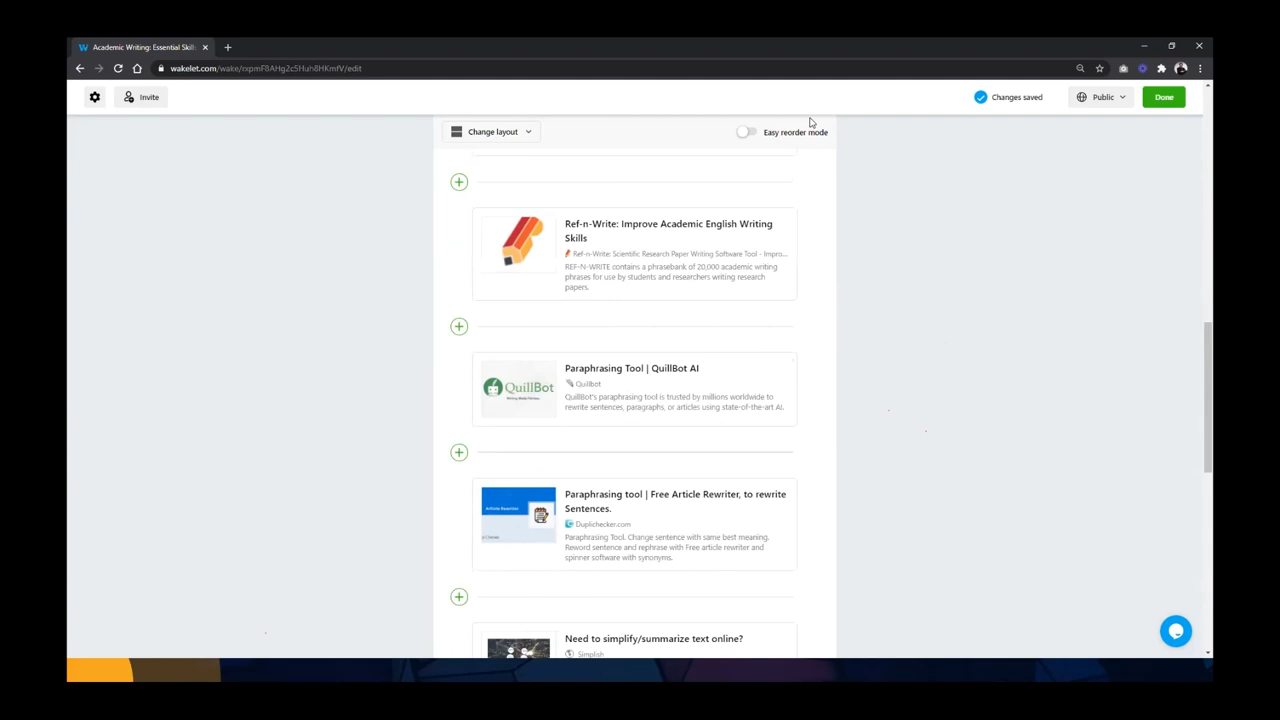 Academic Writing: Essential Skill
wakelet.com/wake/rxpmF8AHg2c5Huh8HKmfV/edit
Invite
Changes saved
Public
Done
Change layout
Easy reorder mode
Ref-n-Write: Improve Academic English Writing
Skills
Ref-n-Write: Scientific Research Paper Writing Software Tool - Impro...
REF-N-WRITE contains a phrasebank of 20,000 academic writing
phrases for use by students and researchers writing research
papers.
QuillBot
Paraphrasing Tool | QuillBot AI
Quillbot
QuillBot's paraphrasing tool is trusted by millions worldwide to
rewrite sentences, paragraphs, or articles using state-of-the-art AI.
Article Rewriter
Paraphrasing tool | Free Article Rewriter, to rewrite
Sentences.
Duplichecker.com
Paraphrasing Tool. Change sentence with same best meaning.
Reword sentence and rephrase with Free article rewriter and
spinner software with synonyms.
Need to simplify/summarize text online?
Simplish